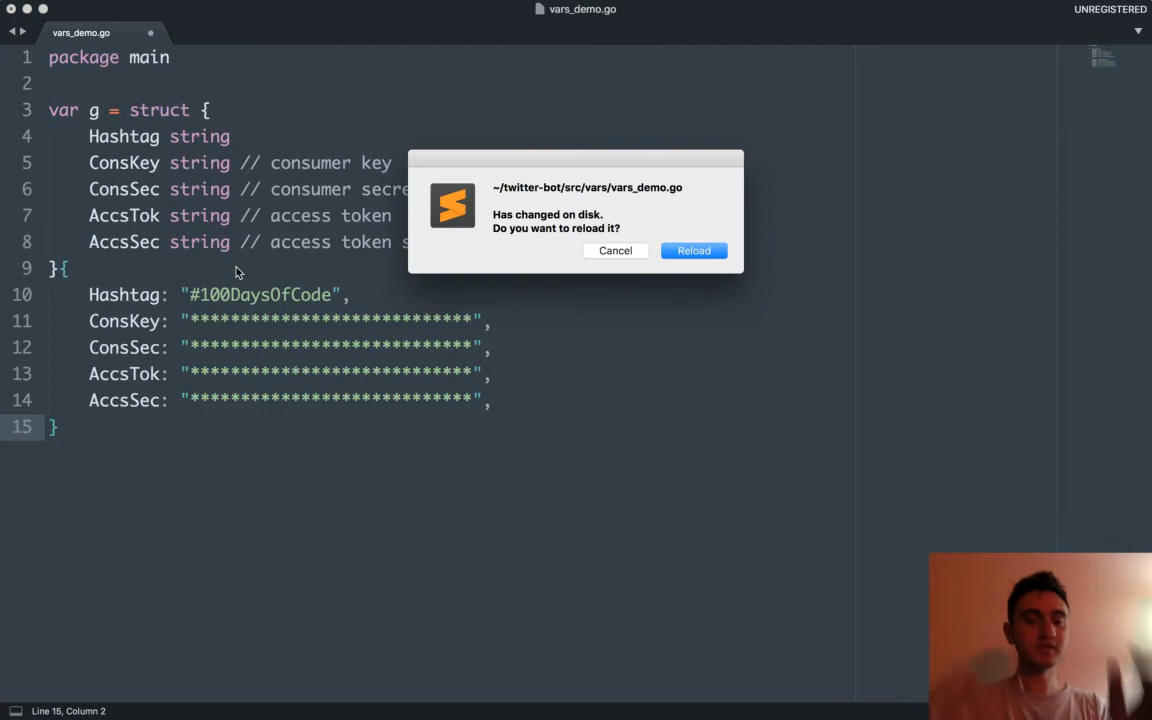 vars_demo.go
UNREGISTERED
vars_demo.go
1 package main
2
3 var g = struct {
4 Hashtag string
5 ConsKey string // consumer key
6 ConsSec string // consumer secre
7 AccsTok string // access token
8 AccsSec string // access token s
9 }{
10 Hashtag: "#100DaysOfCode",
11 ConsKey: "****************************",
12 ConsSec: "****************************",
13 AccsTok: "****************************",
14 AccsSec: "****************************",
15 }
~/twitter-bot/src/vars/vars_demo.go
Has changed on disk.
Do you want to reload it?
Cancel Reload
Line 15, Column 2